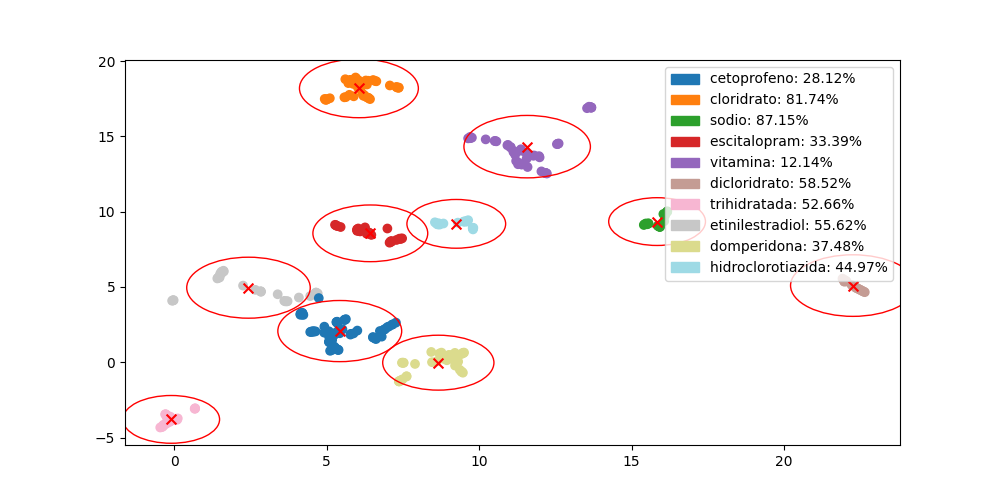 20
15
10
5
0
−5
0
5
10
15
20
cetoprofeno: 28.12%
cloridrato: 81.74%
sodio: 87.15%
escitalopram: 33.39%
vitamina: 12.14%
dicloridrato: 58.52%
trihidratada: 52.66%
etinilestradiol: 55.62%
domperidona: 37.48%
hidroclorotiazida: 44.97%